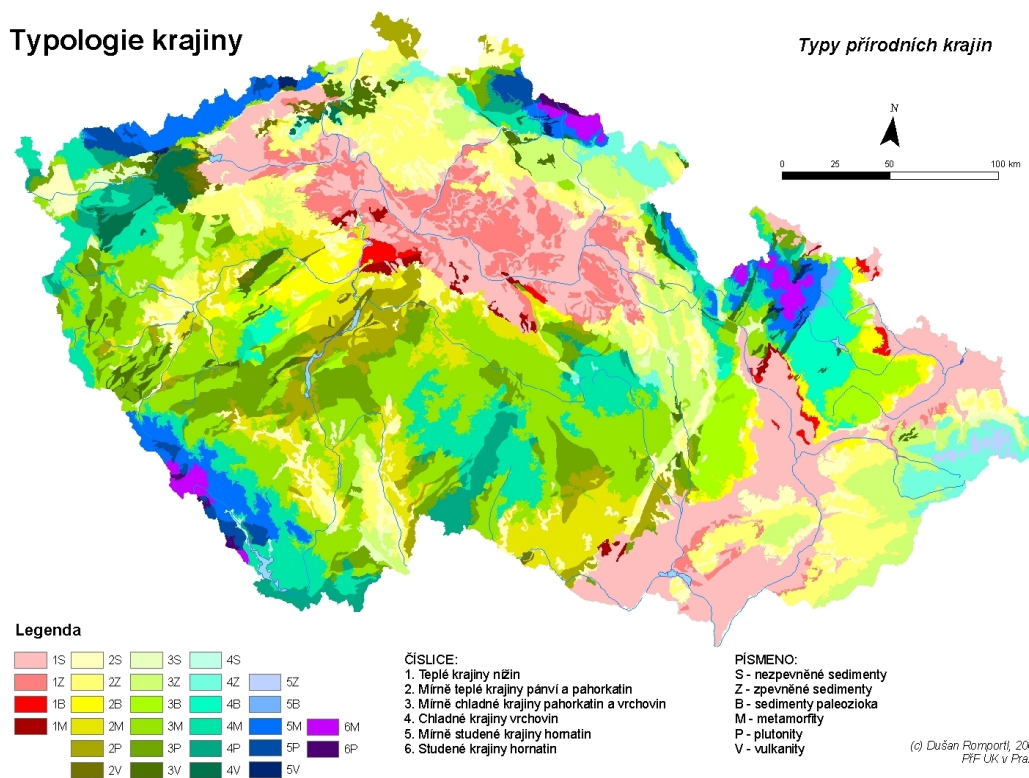 Typologie krajiny
Typy přírodních krajin
N
0 25 50 100 km
Legenda
1S 2S 3S 4S
1Z 2Z 3Z 4Z 5Z
1B 2B 3B 4B 5B
1M 2M 3M 4M 5M 6M
2P 3P 4P 5P 6P
2V 3V 4V 5V
ČÍSLICE:
1. Teplé krajiny nížin
2. Mírně teplé krajiny pánví a pahorkatin
3. Mírně chladné krajiny pahorkatin a vrchovin
4. Chladné krajiny vrchovin
5. Mírně studené krajiny hornatin
6. Studené krajiny hornatin
PÍSMENO:
S - nezpevněné sedimenty
Z - zpevněné sedimenty
B - sedimenty paleozioka
M - metamorfity
P - plutonity
V - vulkanity
(c) Dušan Romportl,
PřF UK v